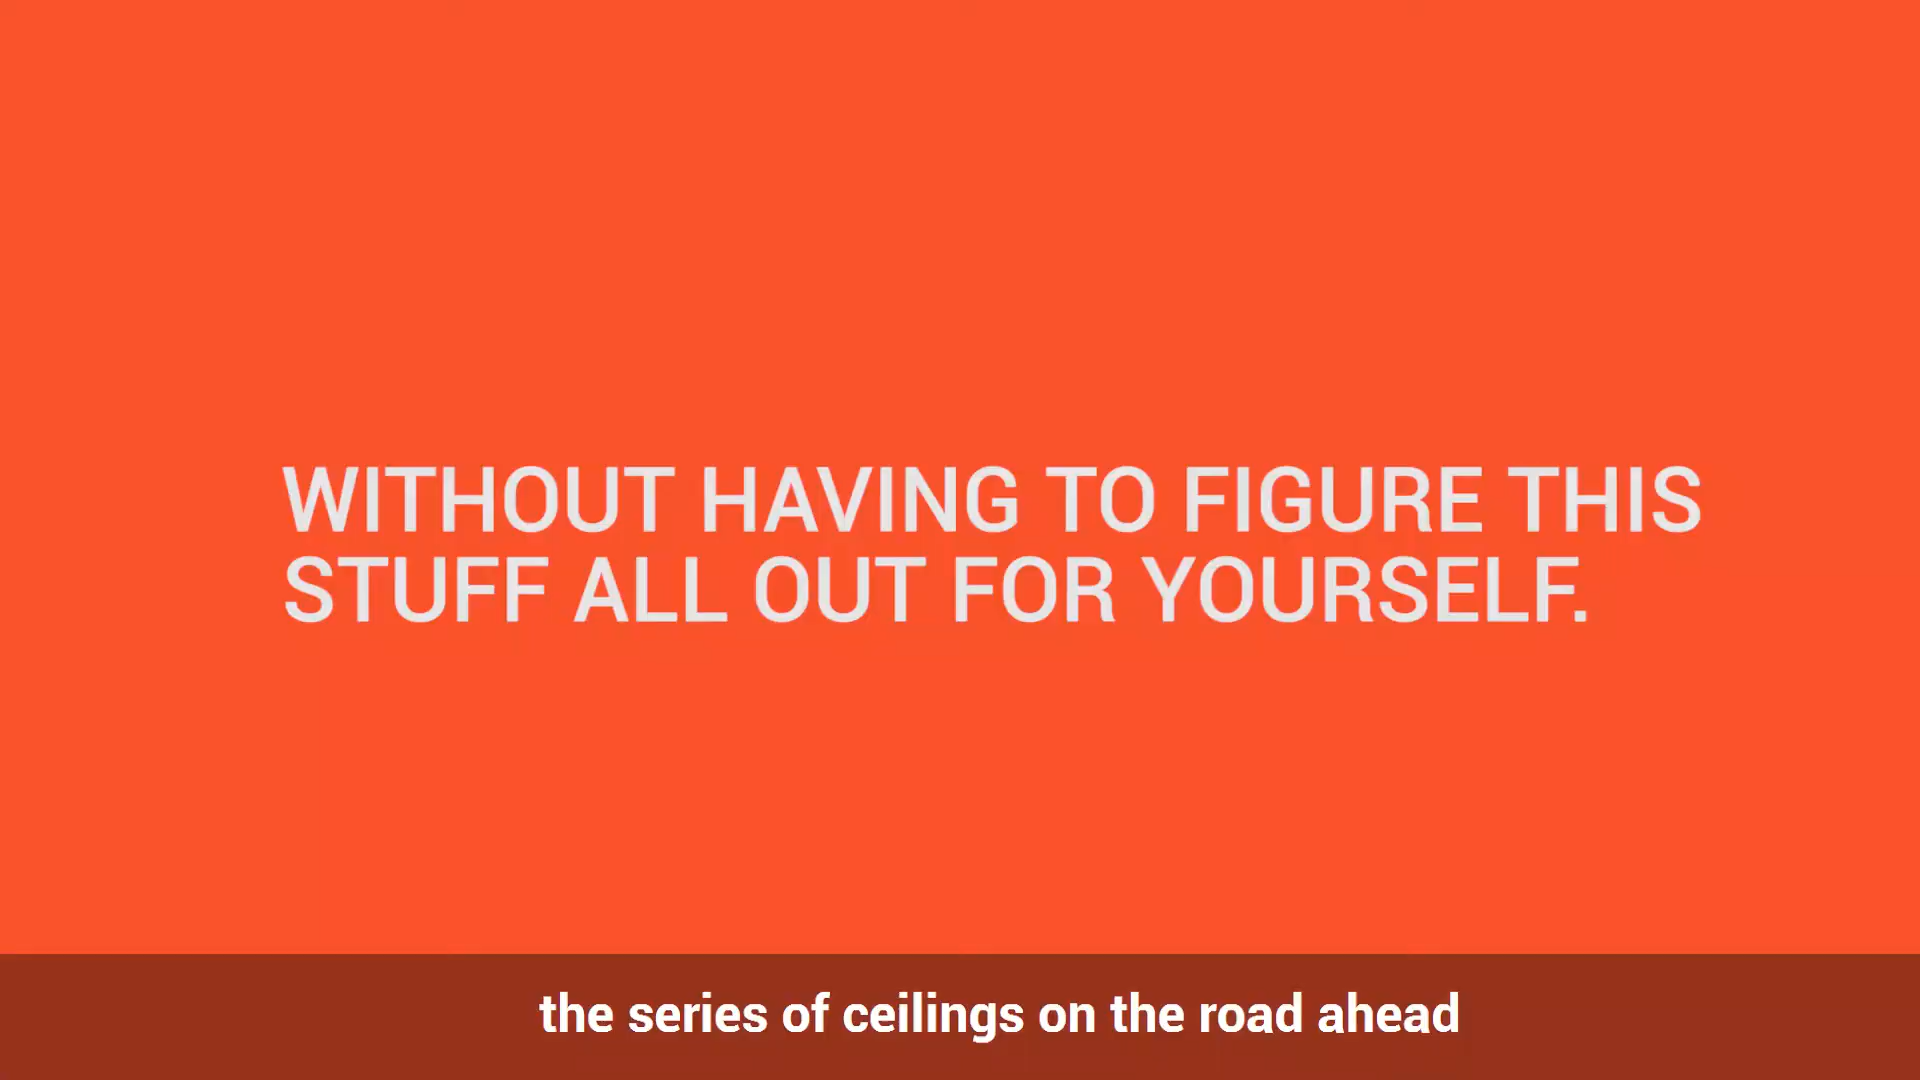 WITHOUT HAVING TO FIGURE THIS
STUFF ALL OUT FOR YOURSELF.
the series of ceilings on the road ahead